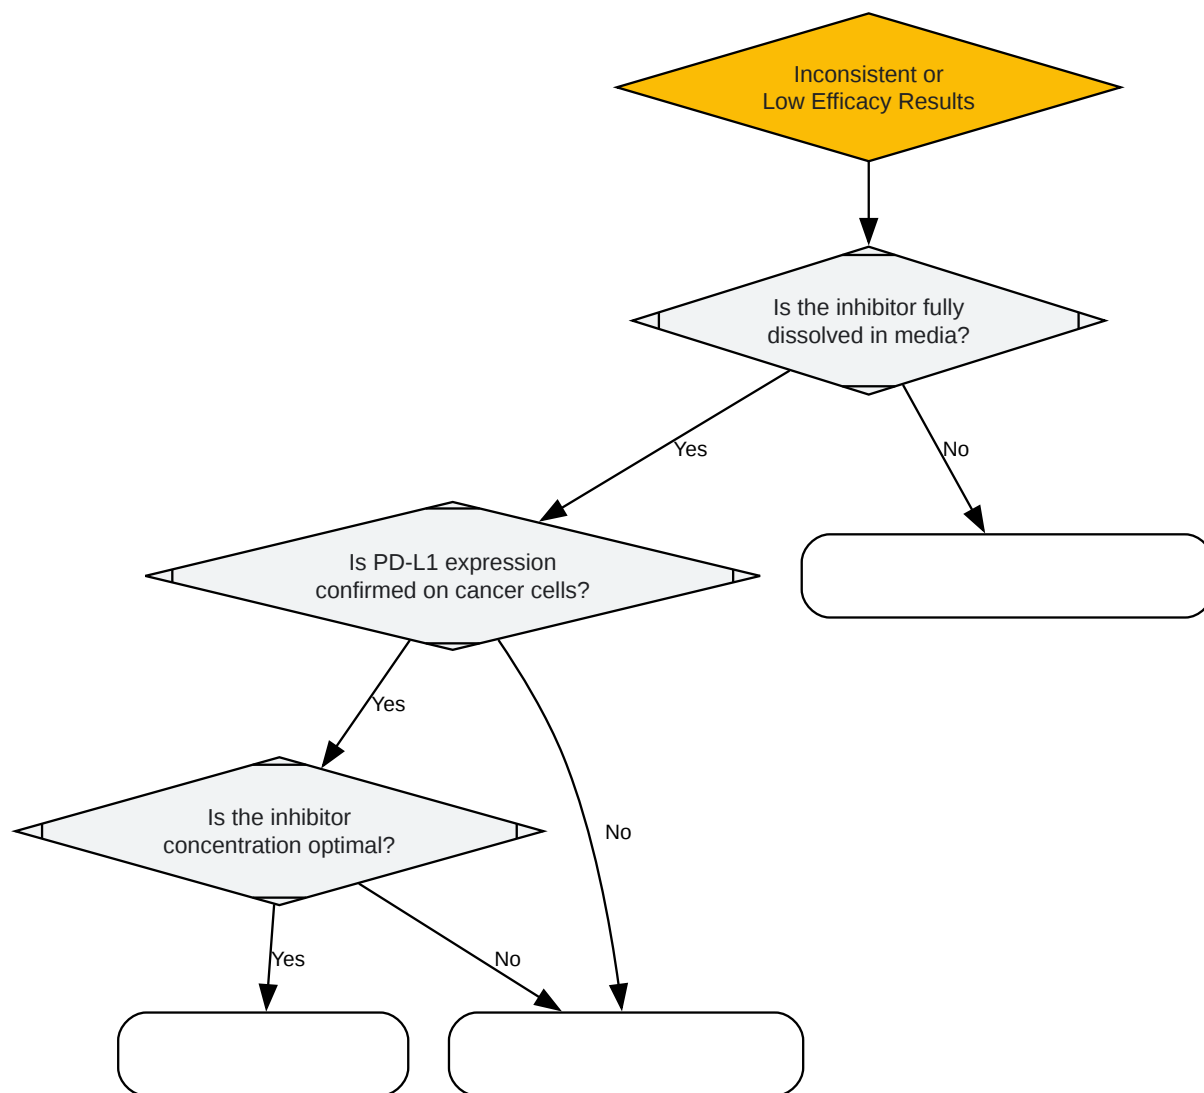 Inconsistent or
Low Efficacy Results
Is the inhibitor fully
dissolved in media?
Yes
No
Is PD-L1 expression
confirmed on cancer cells?
Yes
No
Is the inhibitor
concentration optimal?
Yes
No